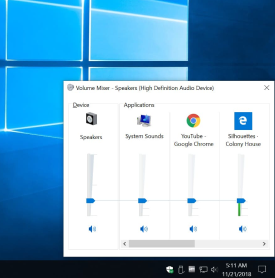 Volume Mixer - Speakers (High Definition Audio Device)
Device
Applications
Speakers
System Sounds
YouTube -
Google Chrome
Silhouettes -
Colony House
5:11 AM
11/21/2018